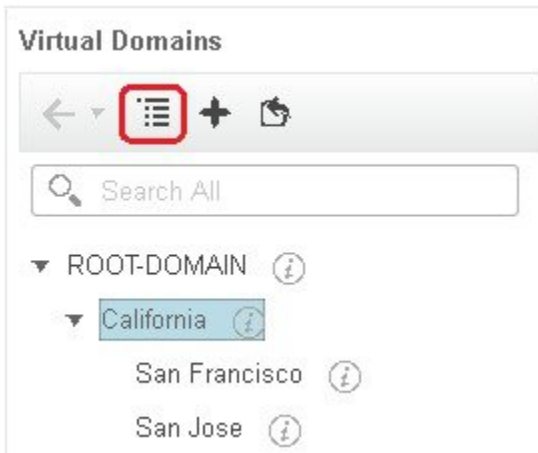 Virtual Domains
Search All
ROOT-DOMAIN
California
San Francisco
San Jose